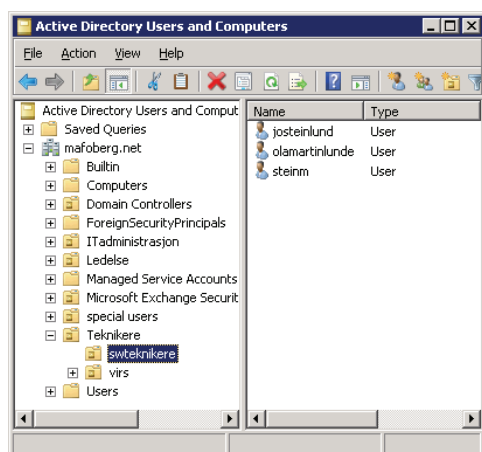 Active Directory Users and Computers
File Action View Help
Active Directory Users and Comput
Saved Queries
mafoberg.net
Builtin
Computers
Domain Controllers
ForeignSecurityPrincipals
ITadministrasjon
Ledelse
Managed Service Accounts
Microsoft Exchange Securit
special users
Teknikere
swteknikere
virs
Users
Name Type
josteinlund User
olamartinlunde User
steinm User